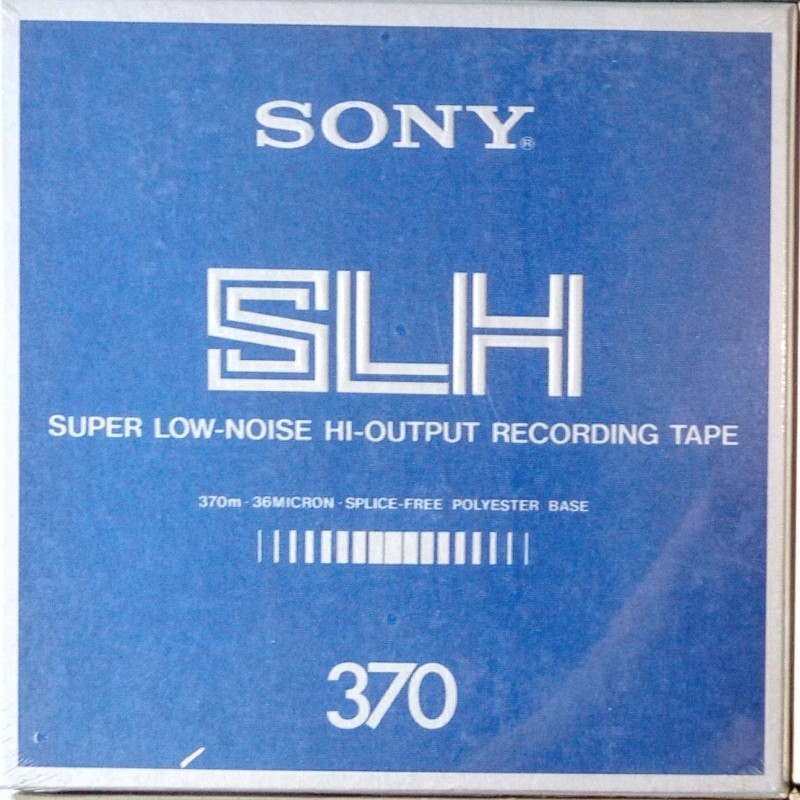 SONY®
SLH
SUPER LOW-NOISE HI-OUTPUT RECORDING TAPE
370m · 36MICRON · SPLICE-FREE POLYESTER BASE
370